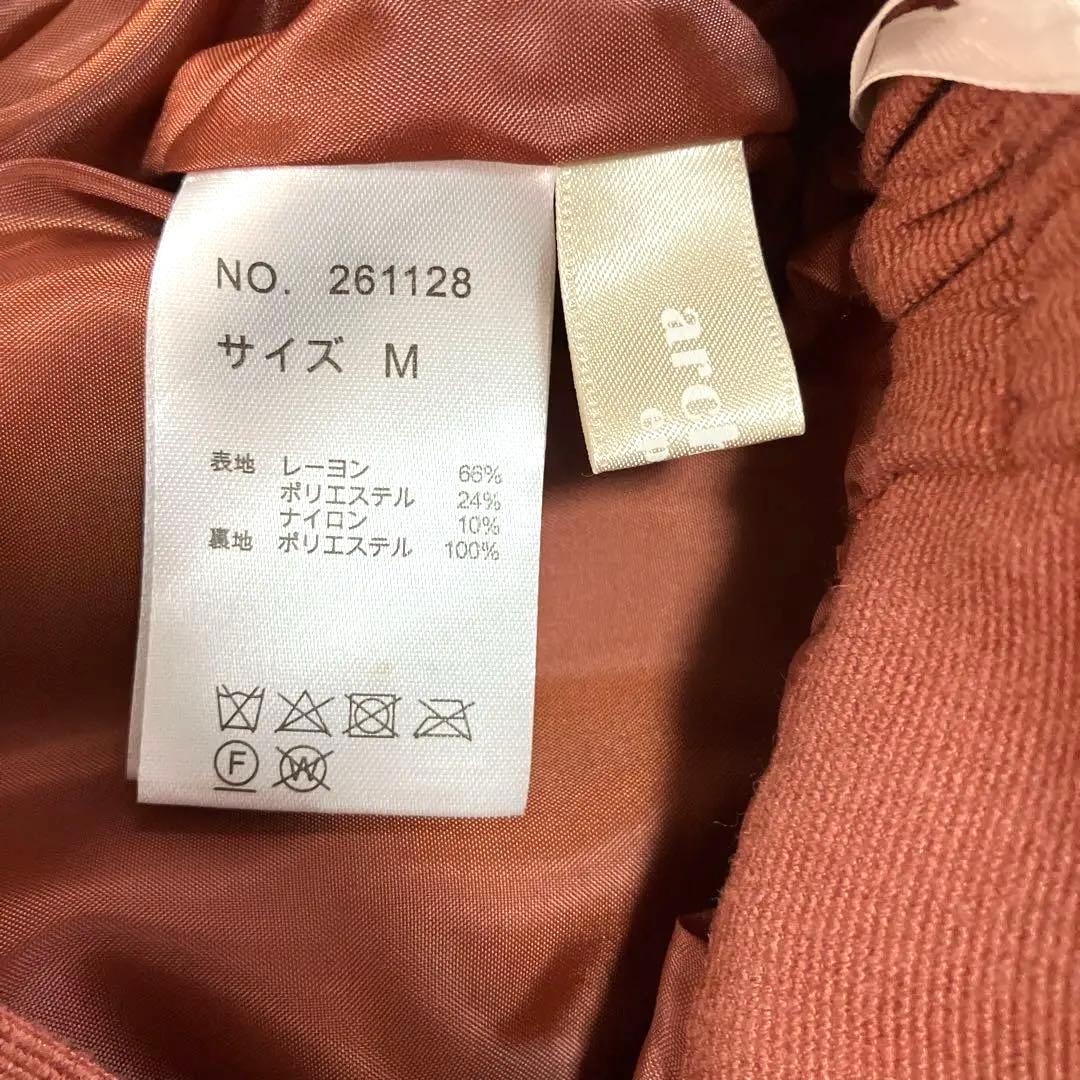 NO. 261128
サイズ M
表地 レーヨン 66%
ポリエステル 24%
ナイロン 10%
裏地 ポリエステル 100%
F
W